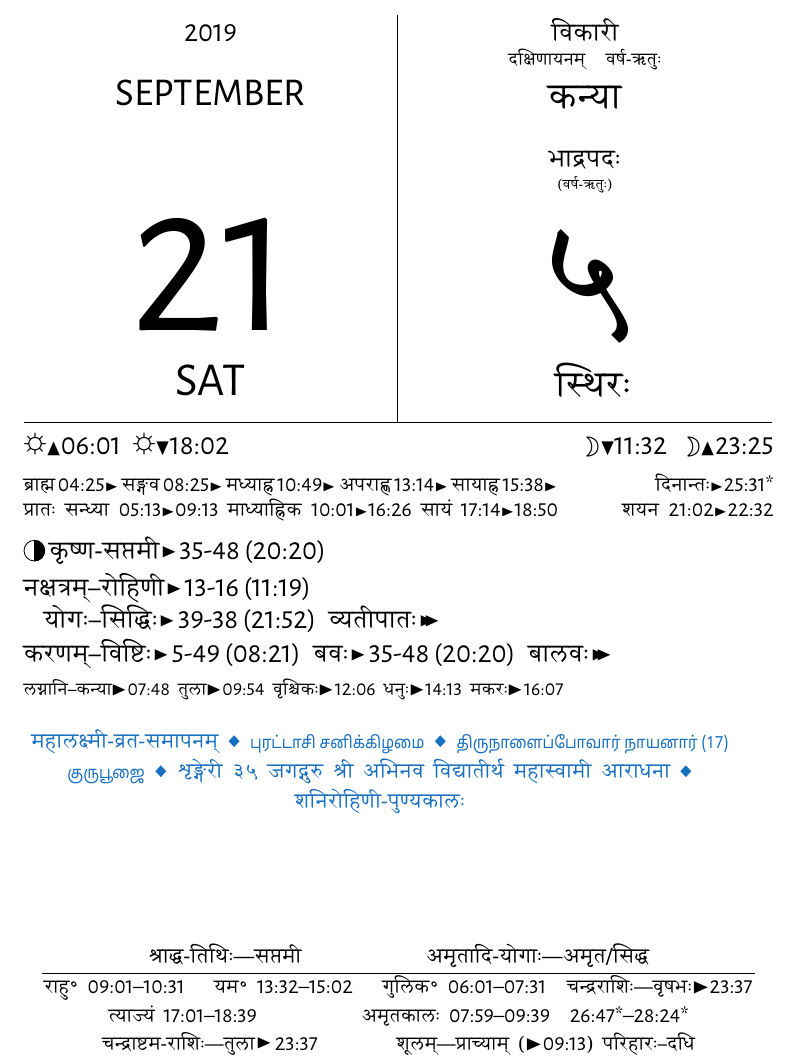 2019
SEPTEMBER
21
SAT
विकारी
दक्षिणायनम् वर्ष-ऋतुः
कन्या
भाद्रपदः
(वर्ष-ऋतुः)
५
स्थिरः
☼▲06:01 ☼▼18:02 ☽▼11:32 ☽▲23:25
ब्राह्म 04:25► सङ्गव 08:25► मध्याह्न 10:49► अपराह्ण 13:14► सायाह्न 15:38► दिनान्तः►25:31*
प्रातः सन्ध्या 05:13►09:13 माध्याह्निक 10:01►16:26 सायं 17:14►18:50 शयन 21:02►22:32
कृष्ण-सप्तमी►35-48 (20:20)
नक्षत्रम्–रोहिणी►13-16 (11:19)
योगः–सिद्धिः►39-38 (21:52) व्यतीपातः►►
करणम्–विष्टिः►5-49 (08:21) बवः►35-48 (20:20) बालवः►►
लग्नानि–कन्या►07:48 तुला►09:54 वृश्चिकः►12:06 धनुः►14:13 मकरः►16:07
महालक्ष्मी-व्रत-समापनम् ◆ புரட்டாசி சனிக்கிழமை ◆ திருநாளைப்போவார் நாயனார் (17)
குருபூஜை ◆ शृङ्गेरी ३५ जगद्गुरु श्री अभिनव विद्यातीर्थ महास्वामी आराधना ◆
शनिरोहिणी-पुण्यकालः
श्राद्ध-तिथिः—सप्तमी अमृतादि-योगाः—अमृत/सिद्ध
राहु° 09:01–10:31 यम° 13:32–15:02 गुलिक° 06:01–07:31 चन्द्रराशिः—वृषभः►23:37
त्याज्यं 17:01–18:39 अमृतकालः 07:59–09:39 26:47*–28:24*
चन्द्राष्टम-राशिः—तुला►23:37 शूलम्—प्राच्याम् (►09:13) परिहारः–दधि